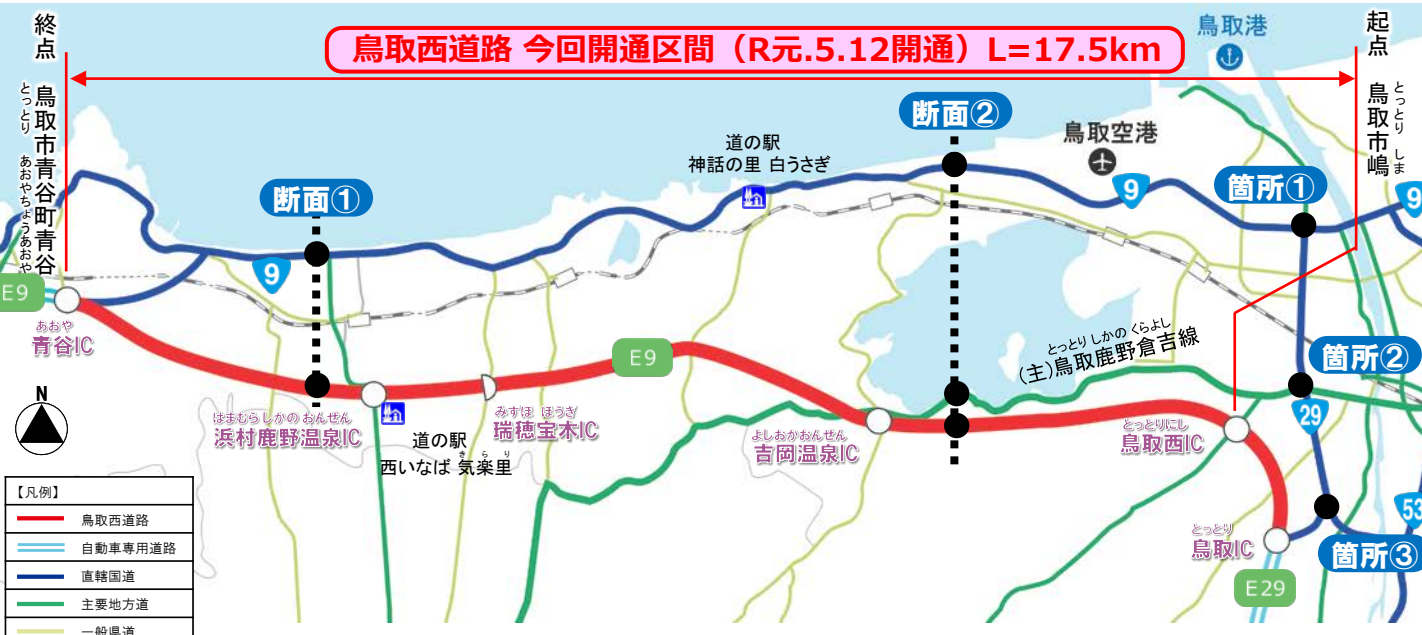 鳥取西道路 今回開通区間（R元.5.12開通）L=17.5km
終点
鳥取市青谷町青谷
とっとり あおやちょうあおや
起点
鳥取市嶋
とっとり しま
鳥取港
断面②
鳥取空港
道の駅
神話の里 白うさぎ
断面①
箇所①
9
9
9
E9
あおや
青谷IC
E9
とっとりしかのくらよし
(主)鳥取鹿野倉吉線
箇所②
29
N
はまむらしかのおんせん
浜村鹿野温泉IC
道の駅
西いなば 気楽里
きらり
みずほ ほうぎ
瑞穂宝木IC
よしおかおんせん
吉岡温泉IC
とっとりにし
鳥取西IC
とっとり
鳥取IC
53
箇所③
E29
【凡例】
鳥取西道路
自動車専用道路
直轄国道
主要地方道
一般県道